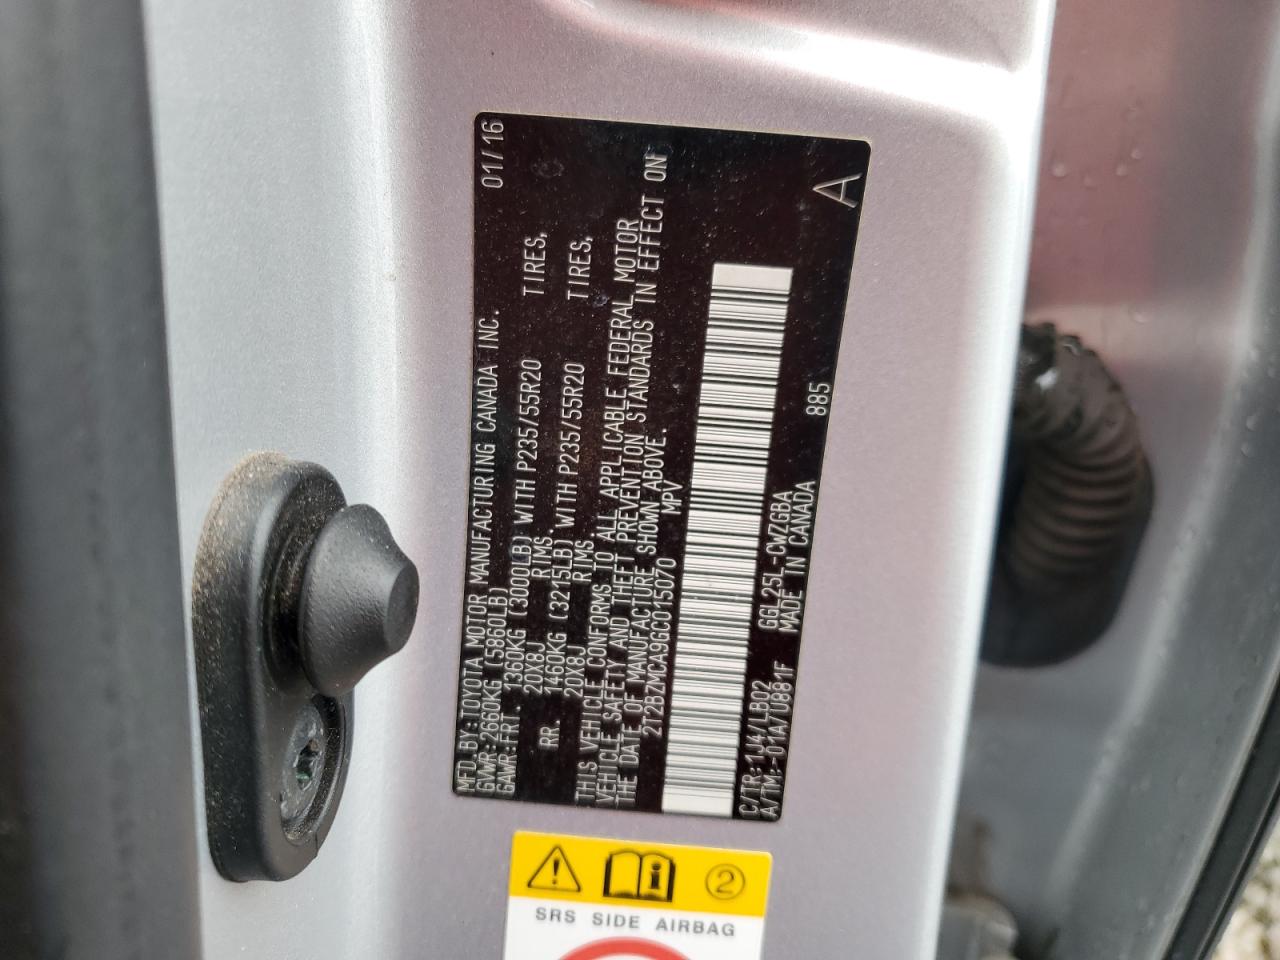 MFD. BY: TOYOTA MOTOR MANUFACTURING CANADA INC. 01/16
GVWR: 2660KG (5860LB)
GAWR: FRT. 1360KG (3000LB) WITH P235/55R20 TIRES,
20X8J RIMS.
RR. 1460KG (3215LB) WITH P235/55R20 TIRES,
20X8J RIMS.
THIS VEHICLE CONFORMS TO ALL APPLICABLE FEDERAL MOTOR
VEHICLE SAFETY AND THEFT PREVENTION STANDARDS IN EFFECT ON
THE DATE OF MANUFACTURE SHOWN ABOVE.
2T2BZMCA9GC015070 MPV
C/TR: 1J4/LB02 GGL25L-CWZGBA 885
A/TM:-01A/U881F MADE IN CANADA A
2
SRS SIDE AIRBAG